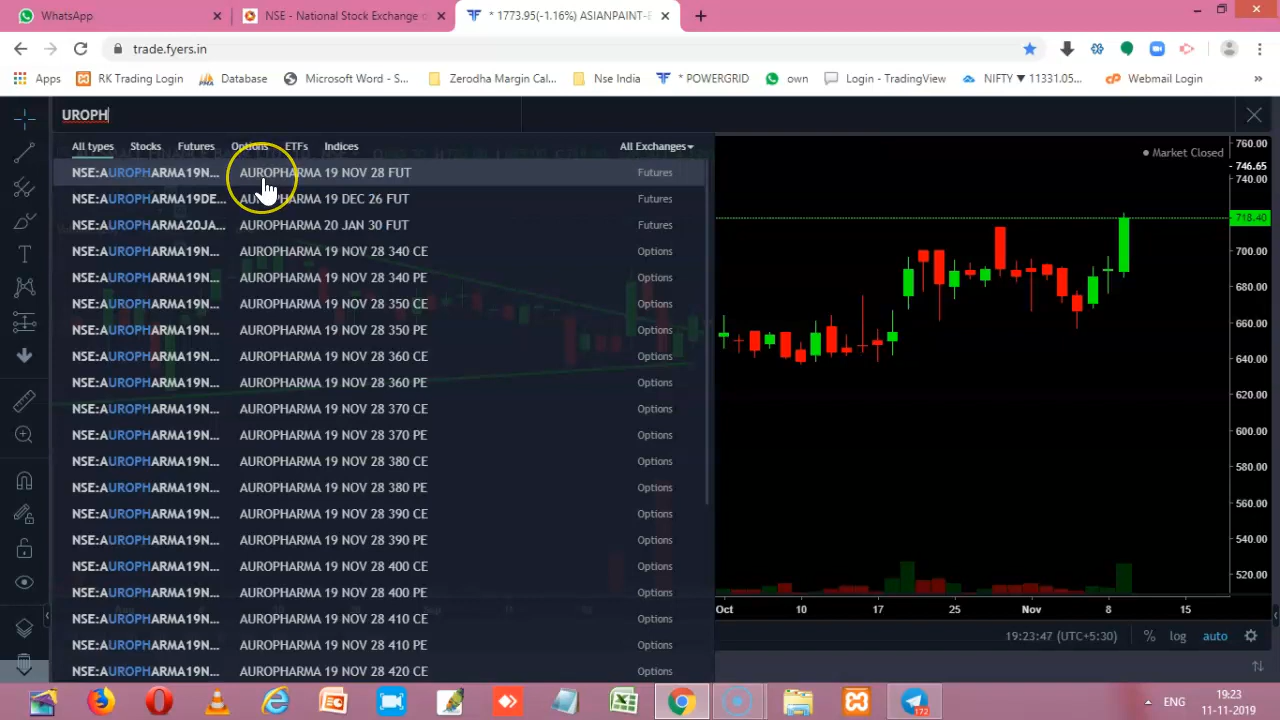 WhatsApp
NSE - National Stock Exchange o
* 1773.95(-1.16%) ASIANPAINT-E
trade.fyers.in
Apps
RK Trading Login
Database
Microsoft Word - S...
Zerodha Margin Cal...
Nse India
* POWERGRID
own
Login - TradingView
NIFTY ▼ 11331.05...
Webmail Login
»
UROPH
All types Stocks Futures Options ETFs Indices All Exchanges
NSE:AUROPHARMA19N... AUROPHARMA 19 NOV 28 FUT Futures
NSE:AUROPHARMA19DE... AUROPHARMA 19 DEC 26 FUT Futures
NSE:AUROPHARMA20JA... AUROPHARMA 20 JAN 30 FUT Futures
NSE:AUROPHARMA19N... AUROPHARMA 19 NOV 28 340 CE Options
NSE:AUROPHARMA19N... AUROPHARMA 19 NOV 28 340 PE Options
NSE:AUROPHARMA19N... AUROPHARMA 19 NOV 28 350 CE Options
NSE:AUROPHARMA19N... AUROPHARMA 19 NOV 28 350 PE Options
NSE:AUROPHARMA19N... AUROPHARMA 19 NOV 28 360 CE Options
NSE:AUROPHARMA19N... AUROPHARMA 19 NOV 28 360 PE Options
NSE:AUROPHARMA19N... AUROPHARMA 19 NOV 28 370 CE Options
NSE:AUROPHARMA19N... AUROPHARMA 19 NOV 28 370 PE Options
NSE:AUROPHARMA19N... AUROPHARMA 19 NOV 28 380 CE Options
NSE:AUROPHARMA19N... AUROPHARMA 19 NOV 28 380 PE Options
NSE:AUROPHARMA19N... AUROPHARMA 19 NOV 28 390 CE Options
NSE:AUROPHARMA19N... AUROPHARMA 19 NOV 28 390 PE Options
NSE:AUROPHARMA19N... AUROPHARMA 19 NOV 28 400 CE Options
NSE:AUROPHARMA19N... AUROPHARMA 19 NOV 28 400 PE Options
NSE:AUROPHARMA19N... AUROPHARMA 19 NOV 28 410 CE Options
NSE:AUROPHARMA19N... AUROPHARMA 19 NOV 28 410 PE Options
NSE:AUROPHARMA19N... AUROPHARMA 19 NOV 28 420 CE Options
Market Closed
760.00
746.65
740.00
718.40
700.00
680.00
660.00
640.00
620.00
600.00
580.00
560.00
540.00
520.00
Oct 10 17 25 Nov 8 15
19:23:47 (UTC+5:30) % log auto
172
ENG
19:23
11-11-2019